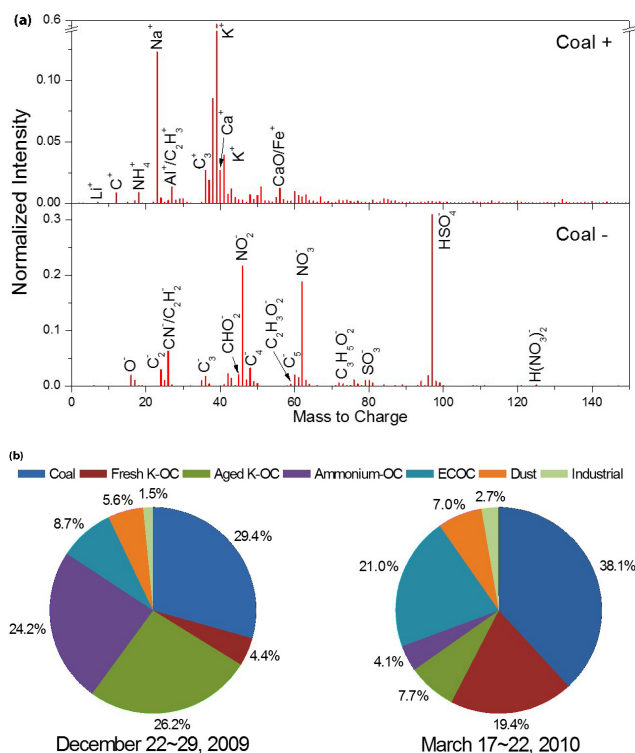 (a)
0.6
Coal +
Na⁺
K⁺
0.10
0.05
0.00
Li⁺
C⁺
NH₄⁺
Al⁺/C₂H₃⁺
C₃⁺
Ca⁺
K⁺
CaO/Fe⁺
Normalized Intensity
0.3
0.2
0.1
0.0
Coal -
O⁻
C₂⁻
CN⁻/C₂H⁻
C₃⁻
CHO₂⁻
NO₂⁻
C₄⁻
C₂H₃O₂⁻
C₅⁻
NO₃⁻
C₃H₅O₂⁻
SO₃⁻
HSO₄⁻
H(NO₃)₂⁻
Normalized Intensity
0 20 40 60 80 100 120 140
Mass to Charge
(b)
Coal Fresh K-OC Aged K-OC Ammonium-OC ECOC Dust Industrial
29.4%
4.4%
26.2%
24.2%
8.7%
5.6%
1.5%
December 22~29, 2009
38.1%
19.4%
7.7%
4.1%
21.0%
7.0%
2.7%
March 17~22, 2010